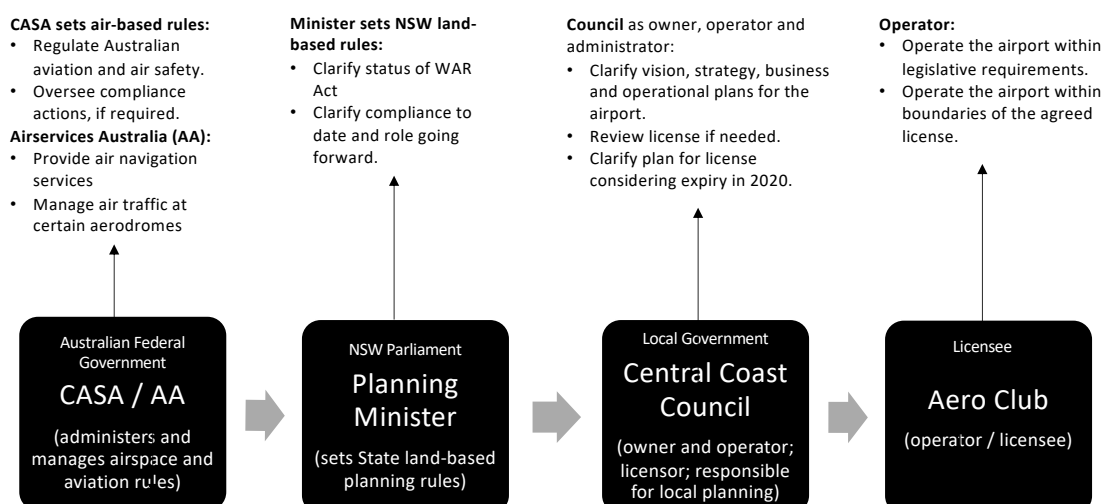 CASA sets air-based rules:
• Regulate Australian
aviation and air safety.
• Oversee compliance
actions, if required.
Airservices Australia (AA):
• Provide air navigation
services
• Manage air traffic at
certain aerodromes
Minister sets NSW land-
based rules:
• Clarify status of WAR
Act
• Clarify compliance to
date and role going
forward.
Council as owner, operator and
administrator:
• Clarify vision, strategy, business
and operational plans for the
airport.
• Review license if needed.
• Clarify plan for license
considering expiry in 2020.
Operator:
• Operate the airport within
legislative requirements.
• Operate the airport within
boundaries of the agreed
license.
Australian Federal
Government
CASA / AA
(administers and
manages airspace and
aviation rules)
NSW Parliament
Planning
Minister
(sets State land-based
planning rules)
Local Government
Central Coast
Council
(owner and operator;
licensor; responsible
for local planning)
Licensee
Aero Club
(operator / licensee)